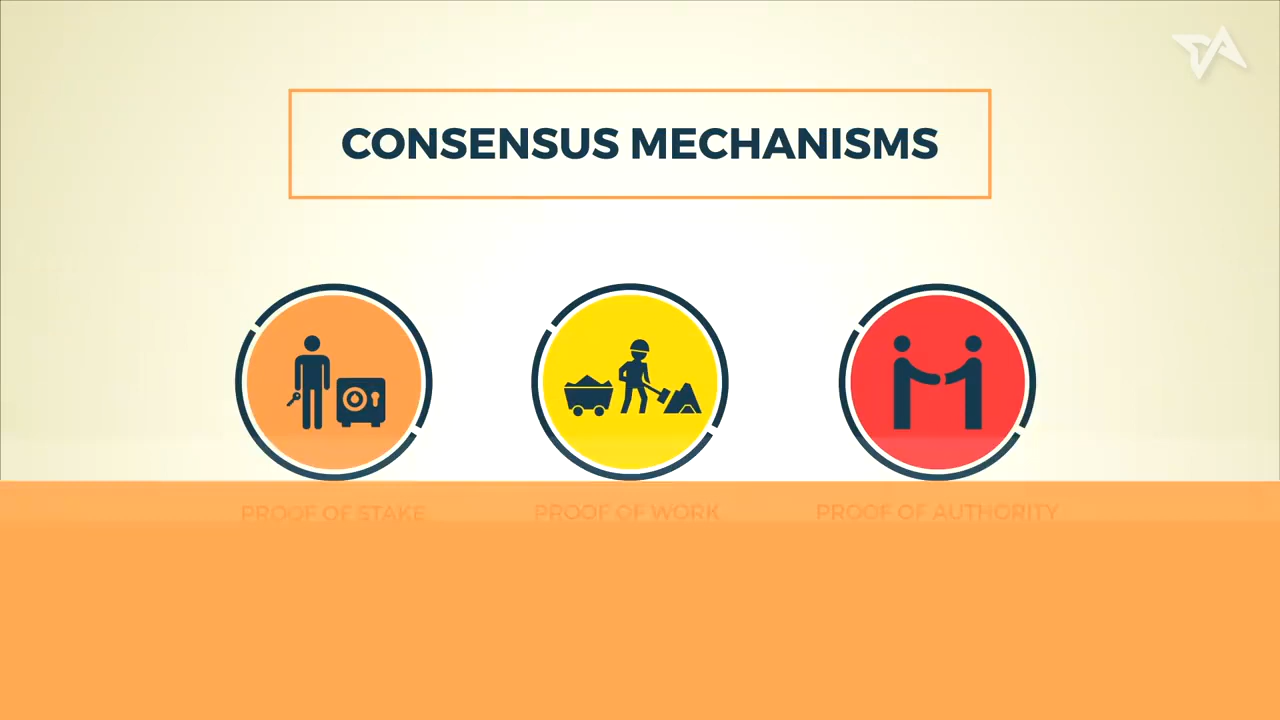 CONSENSUS MECHANISMS
PROOF OF STAKE
PROOF OF WORK
PROOF OF AUTHORITY